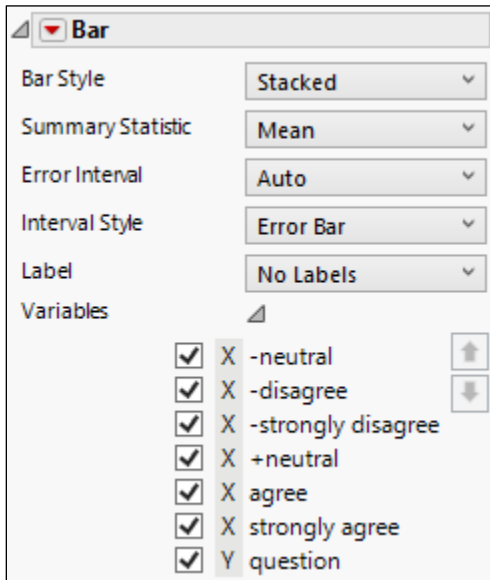 Bar
Bar Style Stacked
Summary Statistic Mean
Error Interval Auto
Interval Style Error Bar
Label No Labels
Variables
X -neutral
X -disagree
X -strongly disagree
X +neutral
X agree
X strongly agree
Y question